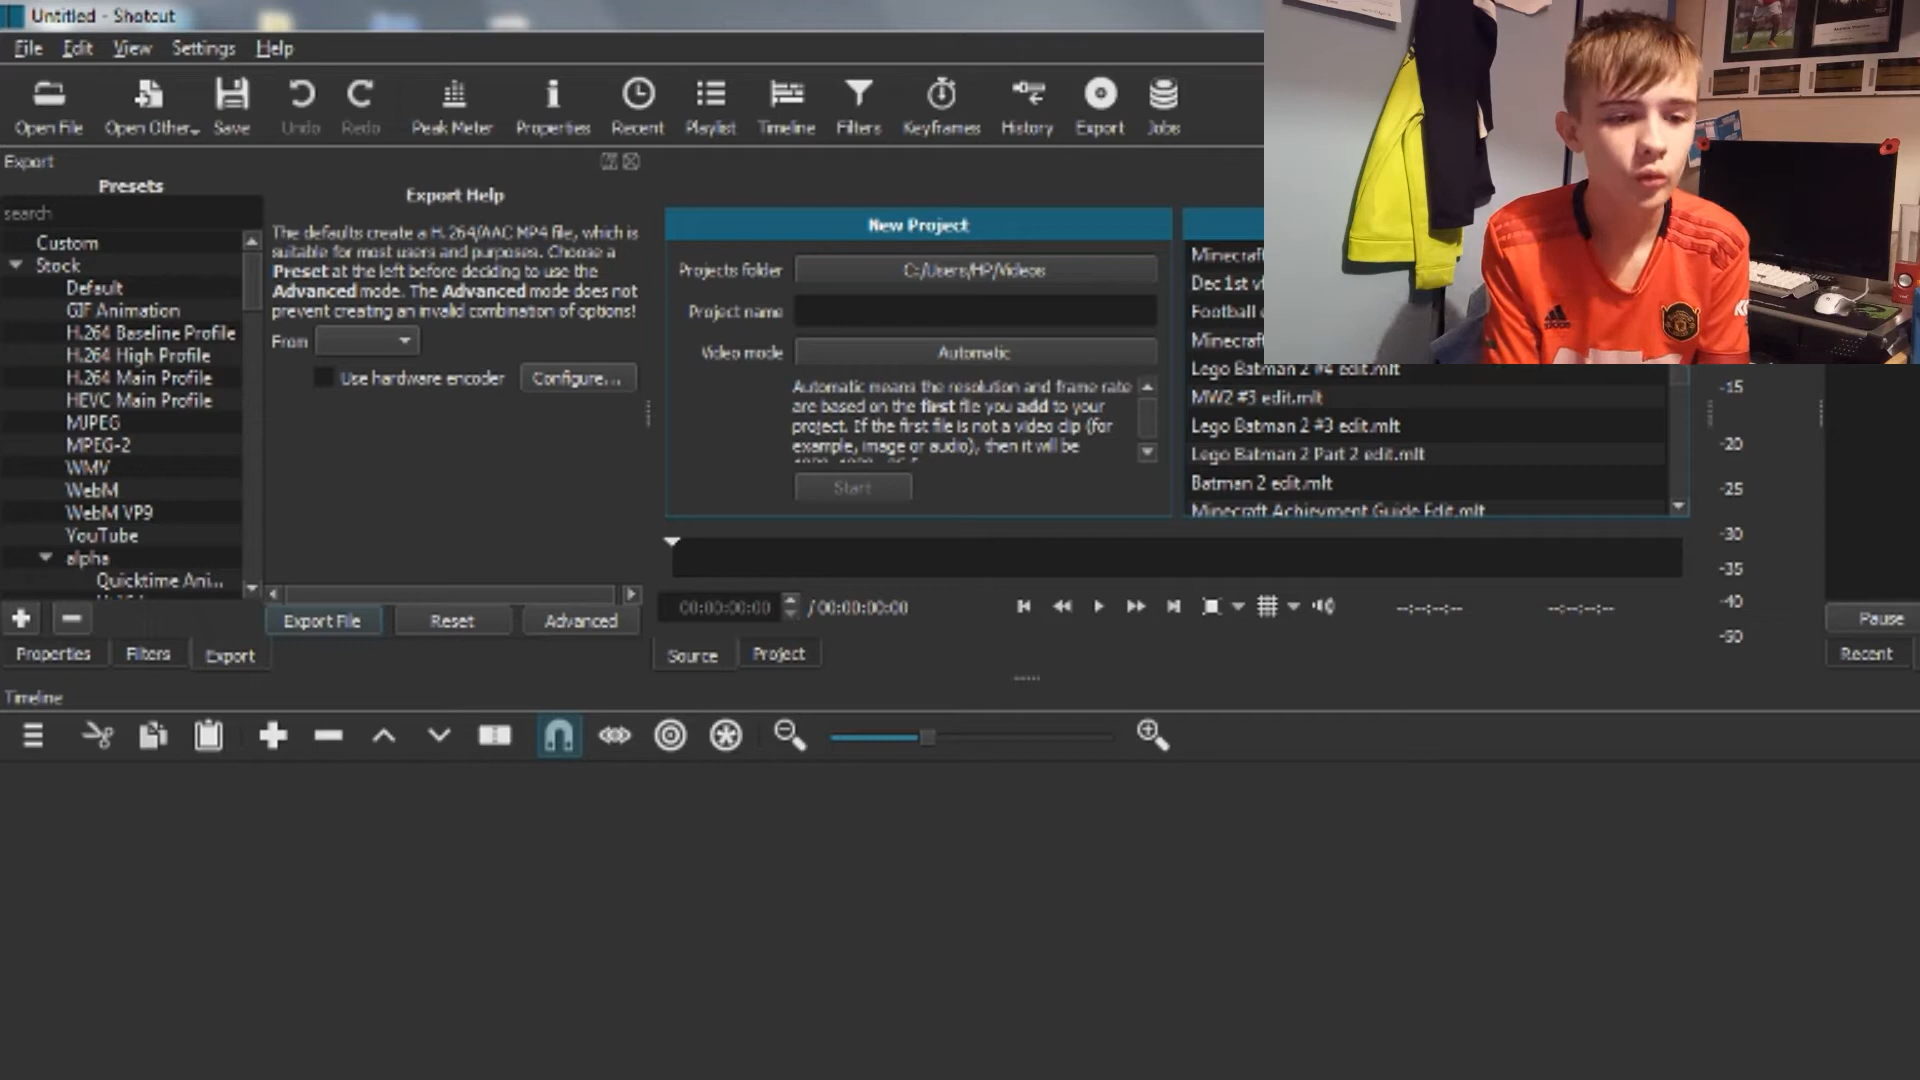 Untitled - Shotcut
File Edit View Settings Help
Open File Open Other Save Undo Redo Peak Meter Properties Recent Playlist Timeline Filters Keyframes History Export Jobs
Export
Presets
search
Custom
Stock
Default
GIF Animation
H.264 Baseline Profile
H.264 High Profile
H.264 Main Profile
HEVC Main Profile
MJPEG
MPEG-2
WMV
WebM
WebM VP9
YouTube
alpha
Quicktime Ani...
Export Help
The defaults create a H.264/AAC MP4 file, which is
suitable for most users and purposes. Choose a
Preset at the left before deciding to use the
Advanced mode. The Advanced mode does not
prevent creating an invalid combination of options!
From
Use hardware encoder Configure...
Export File Reset Advanced
Properties Filters Export
New Project
Projects folder C:/Users/HP/Videos
Project name
Video mode Automatic
Automatic means the resolution and frame rate
are based on the first file you add to your
project. If the first file is not a video clip (for
example, image or audio), then it will be
Start
Minecraft
Dec 1st
Football
Minecraft
Lego Batman 2 #4 edit.mlt
MW2 #3 edit.mlt
Lego Batman 2 #3 edit.mlt
Lego Batman 2 Part 2 edit.mlt
Batman 2 edit.mlt
Minecraft Achievment Guide Edit.mlt
00:00:00:00 / 00:00:00:00 --:--:--:-- --:--:--:--
Source Project
-15
-20
-25
-30
-35
-40
-50
Pause
Recent
Timeline
adidas